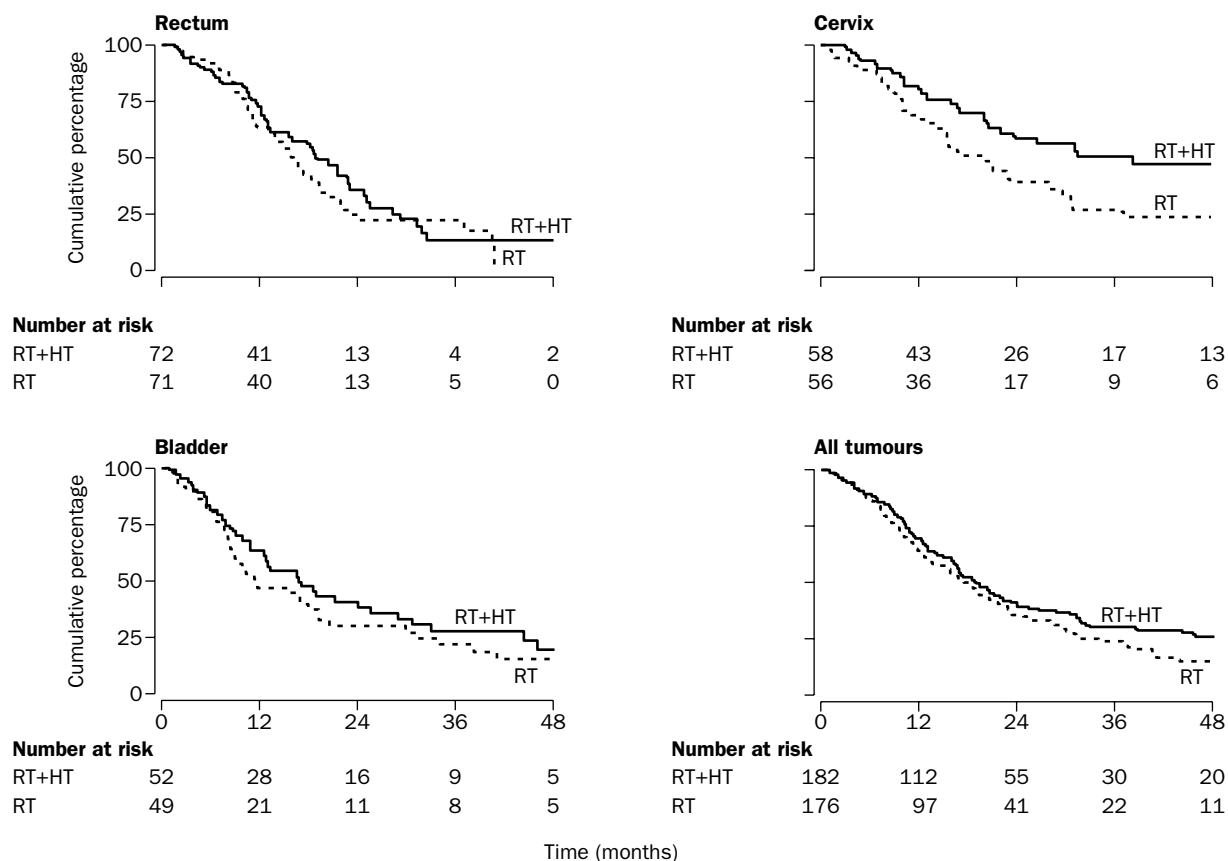 Rectum
Cumulative percentage
100
75
50
25
0
RT+HT
RT
Number at risk
RT+HT 72 41 13 4 2
RT 71 40 13 5 0
Cervix
RT+HT
RT
Number at risk
RT+HT 58 43 26 17 13
RT 56 36 17 9 6
Bladder
Cumulative percentage
100
75
50
25
0
RT+HT
RT
0 12 24 36 48
Number at risk
RT+HT 52 28 16 9 5
RT 49 21 11 8 5
All tumours
RT+HT
RT
0 12 24 36 48
Number at risk
RT+HT 182 112 55 30 20
RT 176 97 41 22 11
Time (months)